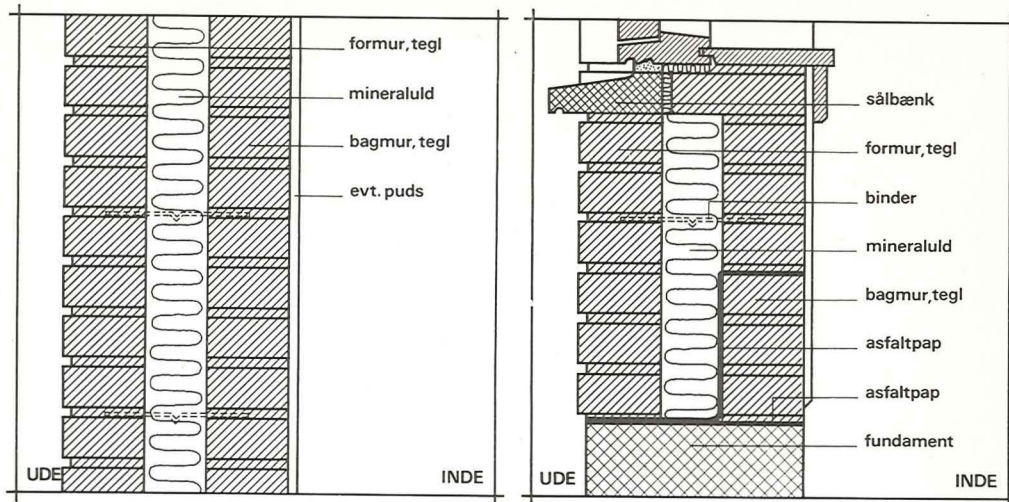 formur, tegl
mineraluld
bagmur, tegl
evt. puds
UDE
INDE
sålbænk
formur, tegl
binder
mineraluld
bagmur, tegl
asfaltpap
asfaltpap
fundament
UDE
INDE